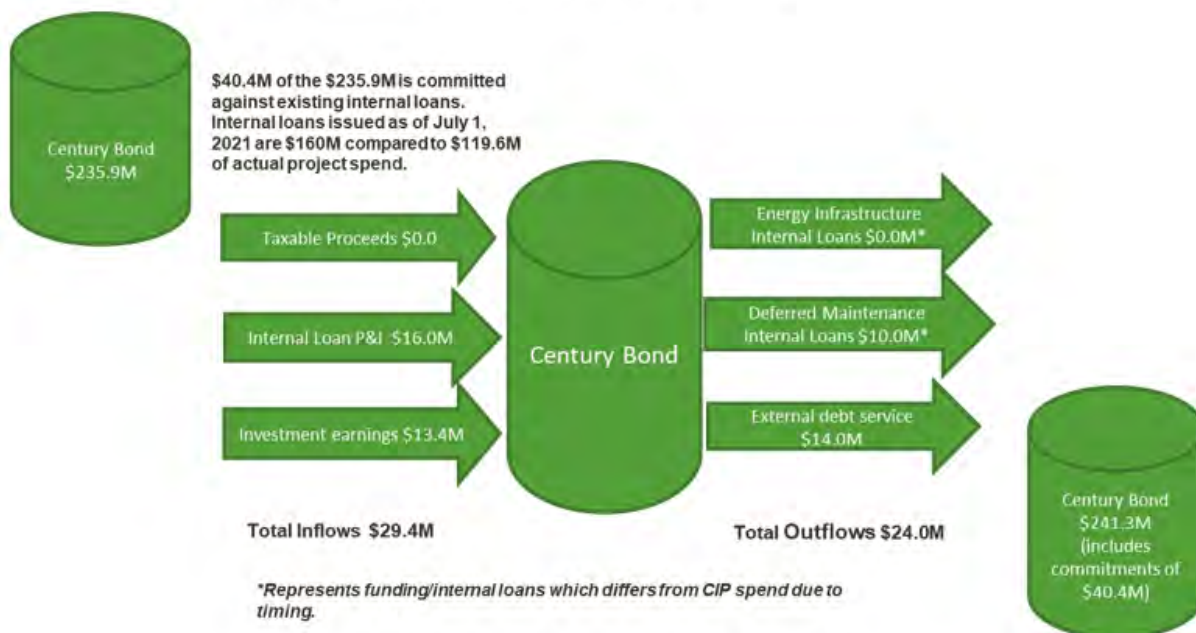 Century Bond
$235.9M
$40.4M of the $235.9M is committed
against existing internal loans.
Internal loans issued as of July 1,
2021 are $160M compared to $119.6M
of actual project spend.
Taxable Proceeds $0.0
Internal Loan P&I $16.0M
Investment earnings $13.4M
Total Inflows $29.4M
Century Bond
Energy Infrastructure
Internal Loans $0.0M*
Deferred Maintenance
Internal Loans $10.0M*
External debt service
$14.0M
Total Outflows $24.0M
Century Bond
$241.3M
(includes
commitments of
$40.4M)
*Represents funding/internal loans which differs from CIP spend due to
timing.